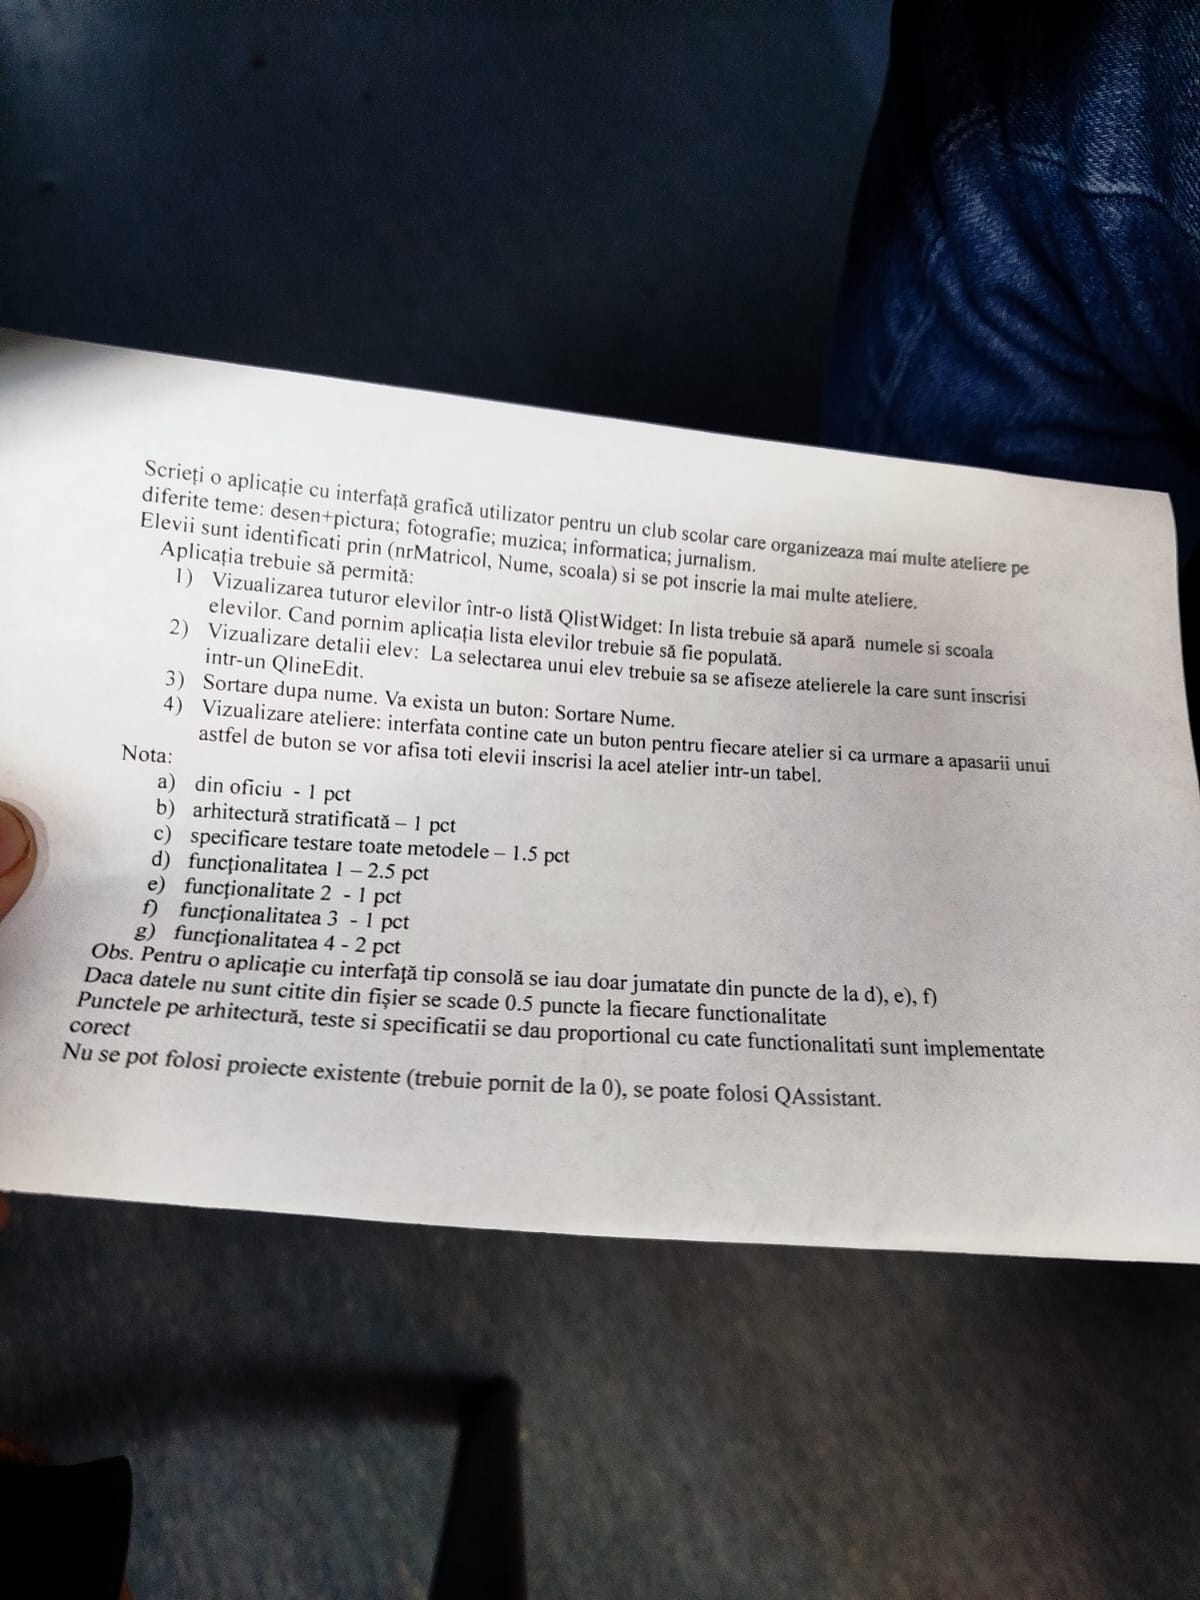 Scrieți o aplicație cu interfață grafică utilizator pentru un club scolar care organizeaza mai multe ateliere pe
diferite teme: desen+pictura; fotografie; muzica; informatica; jurnalism.
Elevii sunt identificati prin (nrMatricol, Nume, scoala) si se pot inscrie la mai multe ateliere.
Aplicația trebuie să permită:
1) Vizualizarea tuturor elevilor într-o listă QlistWidget: In lista trebuie să apară numele si scoala
elevilor. Cand pornim aplicația lista elevilor trebuie să fie populată.
2) Vizualizare detalii elev: La selectarea unui elev trebuie sa se afiseze atelierele la care sunt inscrisi
intr-un QlineEdit.
3) Sortare dupa nume. Va exista un buton: Sortare Nume.
4) Vizualizare ateliere: interfata contine cate un buton pentru fiecare atelier si ca urmare a apasarii unui
astfel de buton se vor afisa toti elevii inscrisi la acel atelier intr-un tabel.
Nota:
a) din oficiu - 1 pct
b) arhitectură stratificată – 1 pct
c) specificare testare toate metodele – 1.5 pct
d) funcționalitatea 1 – 2.5 pct
e) funcționalitate 2 - 1 pct
f) funcționalitatea 3 - 1 pct
g) funcționalitatea 4 - 2 pct
Obs. Pentru o aplicație cu interfață tip consolă se iau doar jumatate din puncte de la d), e), f)
Daca datele nu sunt citite din fișier se scade 0.5 puncte la fiecare functionalitate
Punctele pe arhitectură, teste si specificatii se dau proportional cu cate functionalitati sunt implementate
corect
Nu se pot folosi proiecte existente (trebuie pornit de la 0), se poate folosi QAssistant.